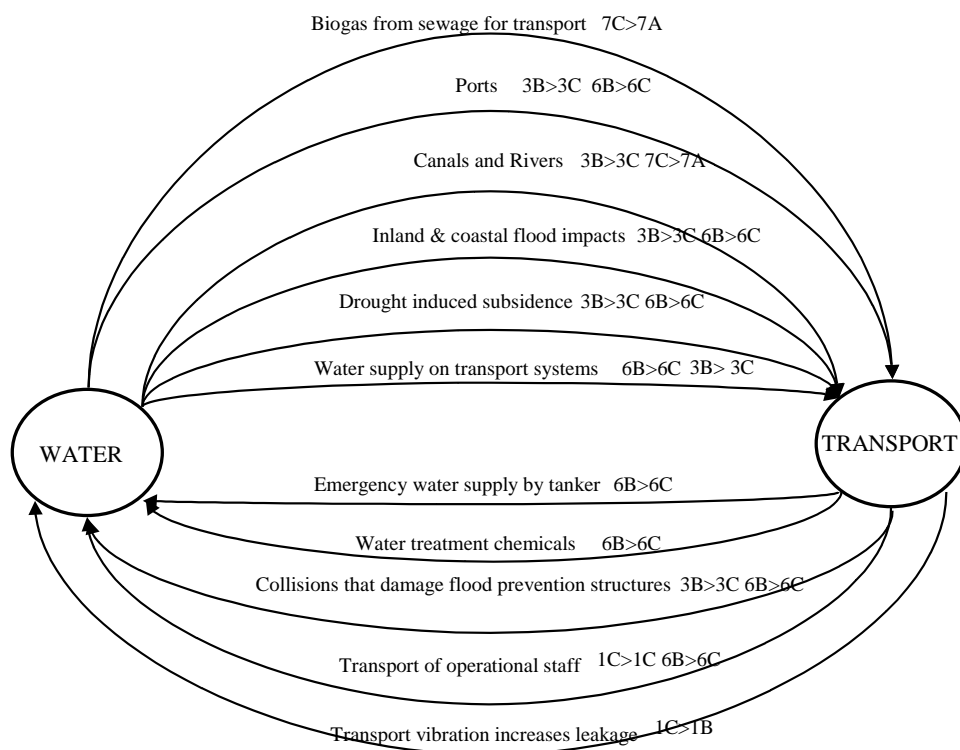 Biogas from sewage for transport 7C>7A
Ports 3B>3C 6B>6C
Canals and Rivers 3B>3C 7C>7A
Inland & coastal flood impacts 3B>3C 6B>6C
Drought induced subsidence 3B>3C 6B>6C
Water supply on transport systems 6B>6C 3B> 3C
WATER
TRANSPORT
Emergency water supply by tanker 6B>6C
Water treatment chemicals 6B>6C
Collisions that damage flood prevention structures 3B>3C 6B>6C
Transport of operational staff 1C>1C 6B>6C
Transport vibration increases leakage 1C>1B